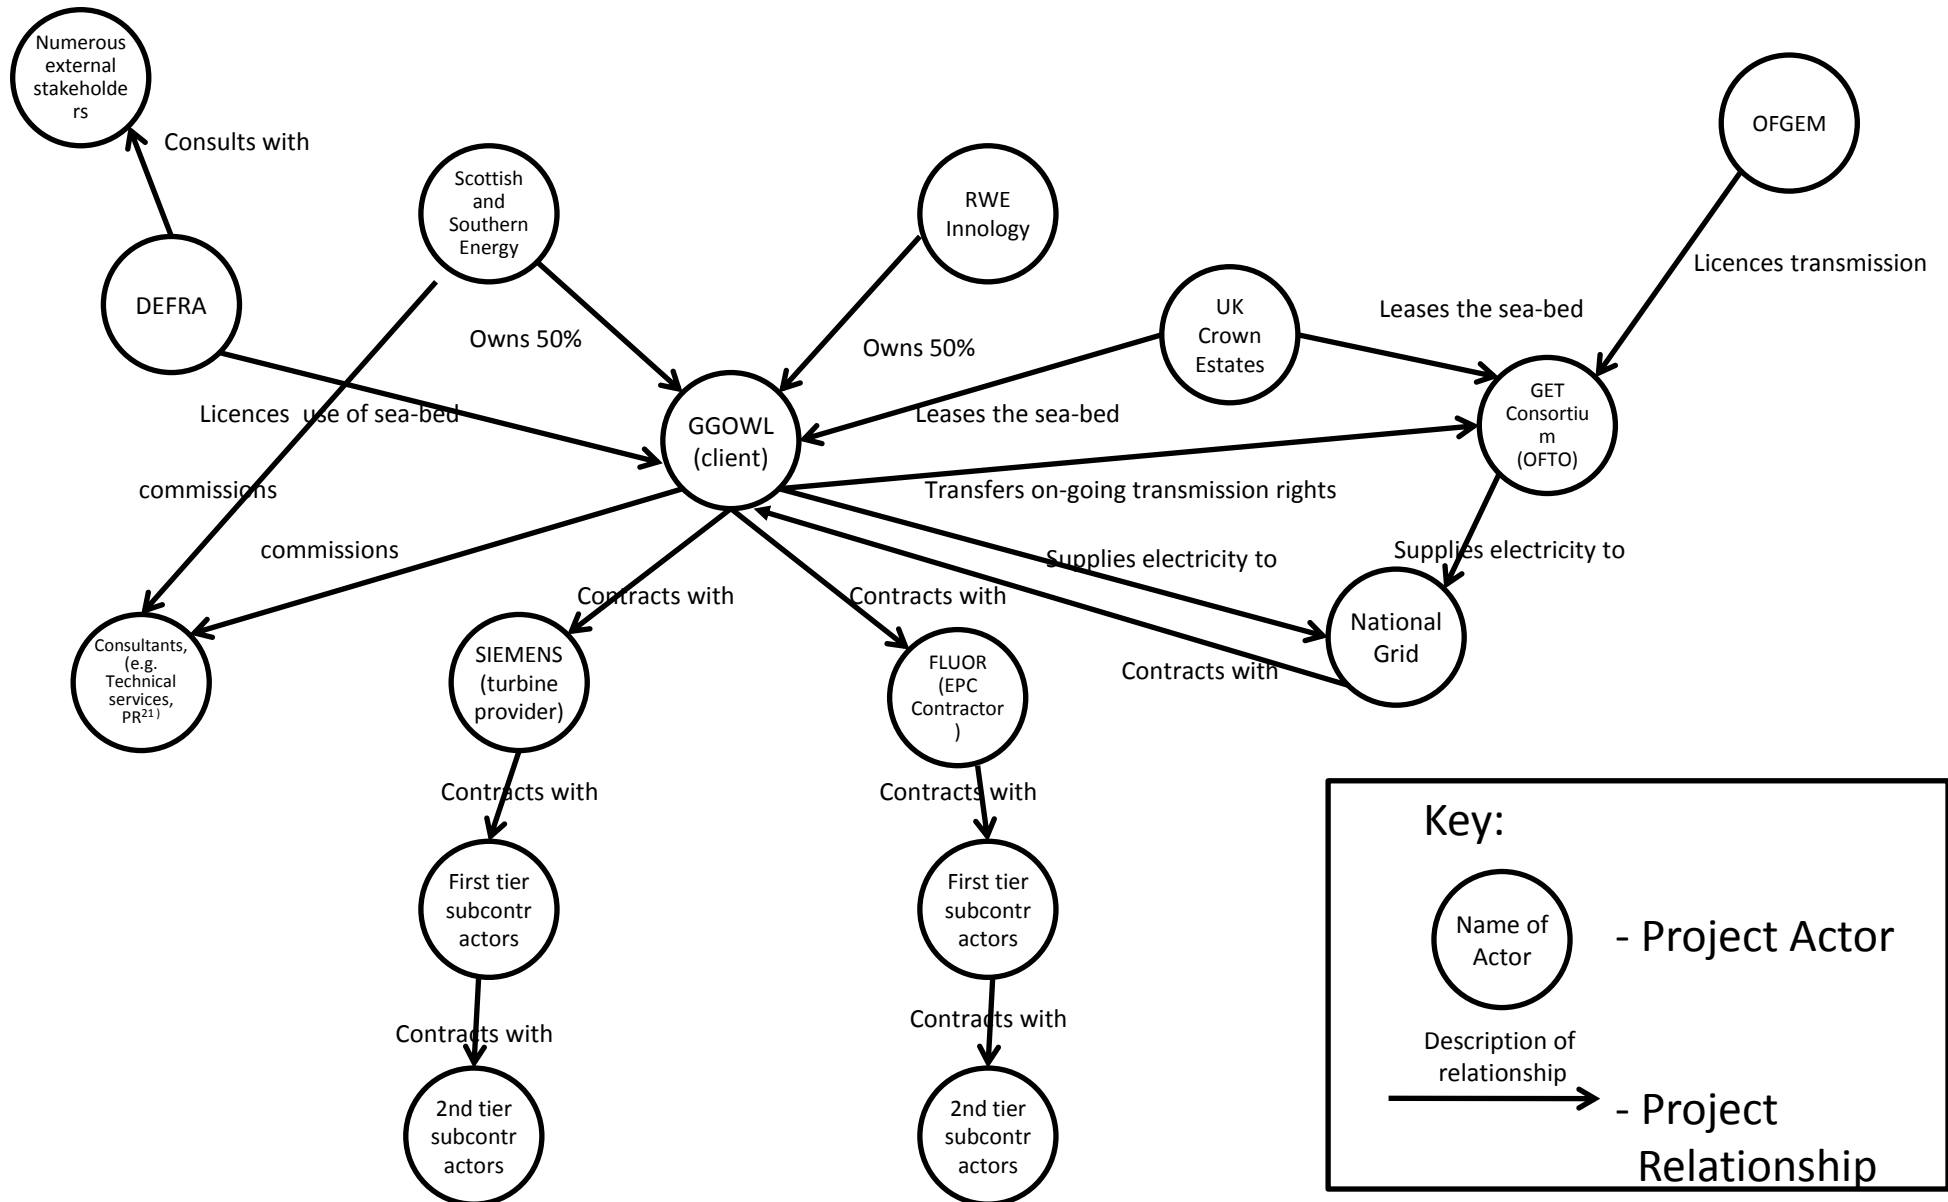 Numerous
external
stakeholde
rs
Consults with
OFGEM
Scottish
and
Southern
Energy
RWE
Innology
DEFRA
Licences transmission
UK
Crown
Estates
Leases the sea-bed
Owns 50%
Owns 50%
GET
Consortiu
m
(OFTO)
Licences  use of sea-bed
GGOWL
(client)
Leases the sea-bed
commissions
Transfers on-going transmission rights
commissions
Supplies electricity to
Supplies electricity to
Contracts with
Contracts with
Consultants,
(e.g.
Technical
services,
PR²¹⁾
SIEMENS
(turbine
provider)
FLUOR
(EPC
Contractor
)
National
Grid
Contracts with
Contracts with
Contracts with
First tier
subcontr
actors
First tier
subcontr
actors
Contracts with
Contracts with
2nd tier
subcontr
actors
2nd tier
subcontr
actors
Key:
Name of
Actor
- Project Actor
Description of
relationship
- Project
Relationship